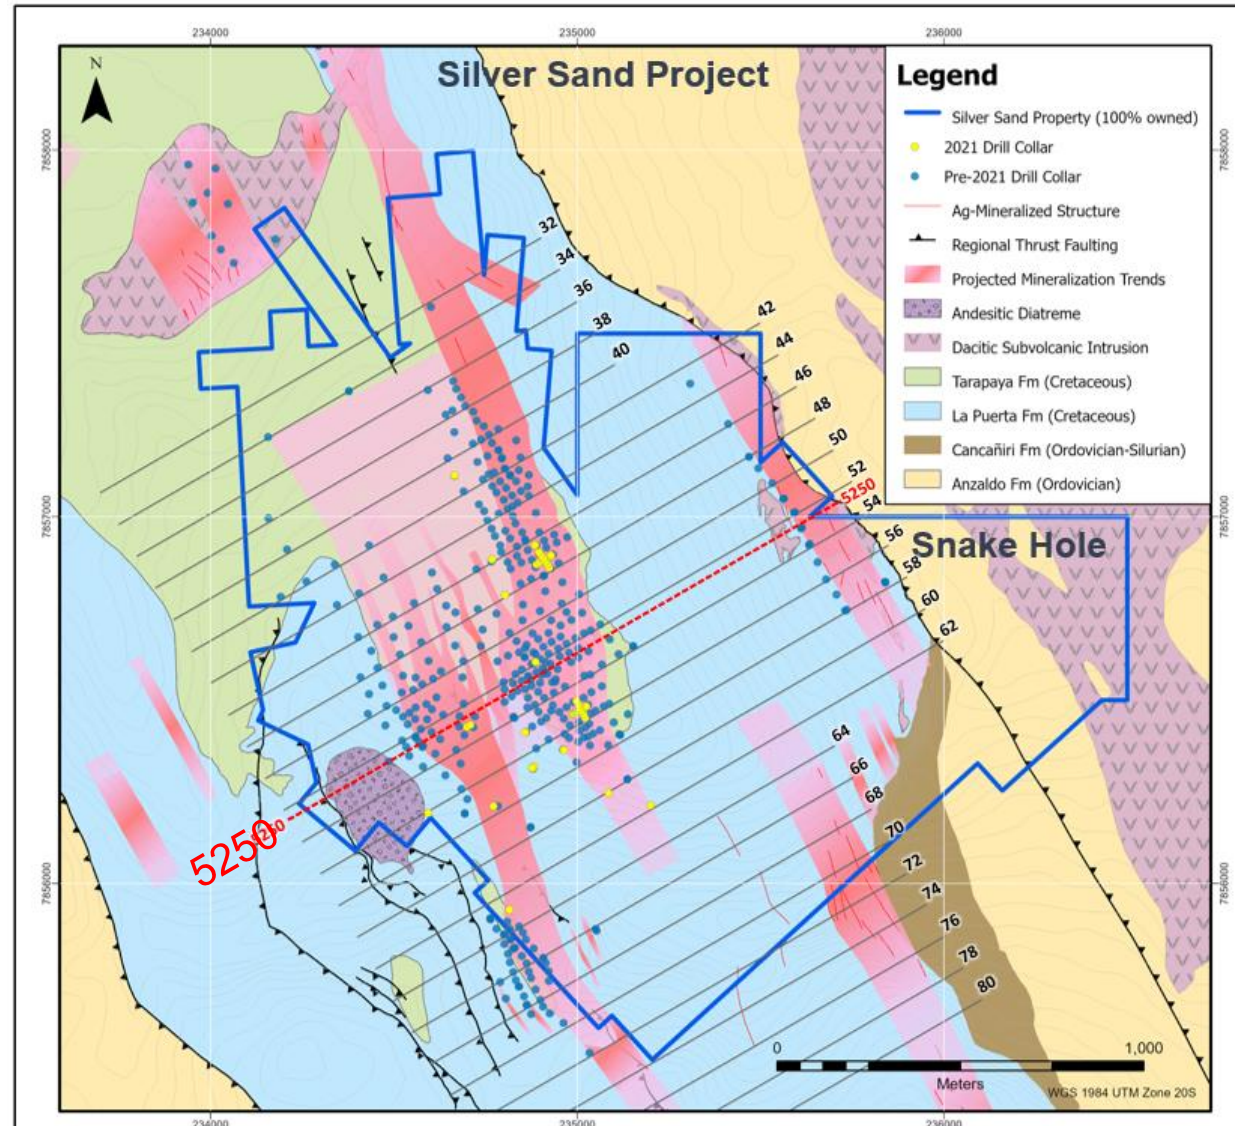 234000
235000
236000
Silver Sand Project
N
Legend
Silver Sand Property (100% owned)
2021 Drill Collar
Pre-2021 Drill Collar
Ag-Mineralized Structure
Regional Thrust Faulting
Projected Mineralization Trends
Andesitic Diatreme
Dacitic Subvolcanic Intrusion
Tarapaya Fm (Cretaceous)
La Puerta Fm (Cretaceous)
Cancañiri Fm (Ordovician-Silurian)
Anzaldo Fm (Ordovician)
7858000
7858000
32
34
36
38
40
42
44
46
48
50
52
5250
54
56
58
60
62
7857000
7857000
Snake Hole
64
66
68
70
72
74
76
78
80
5250
5250
7856000
7856000
0
1,000
Meters
WGS 1984 UTM Zone 20S
234000
235000
236000